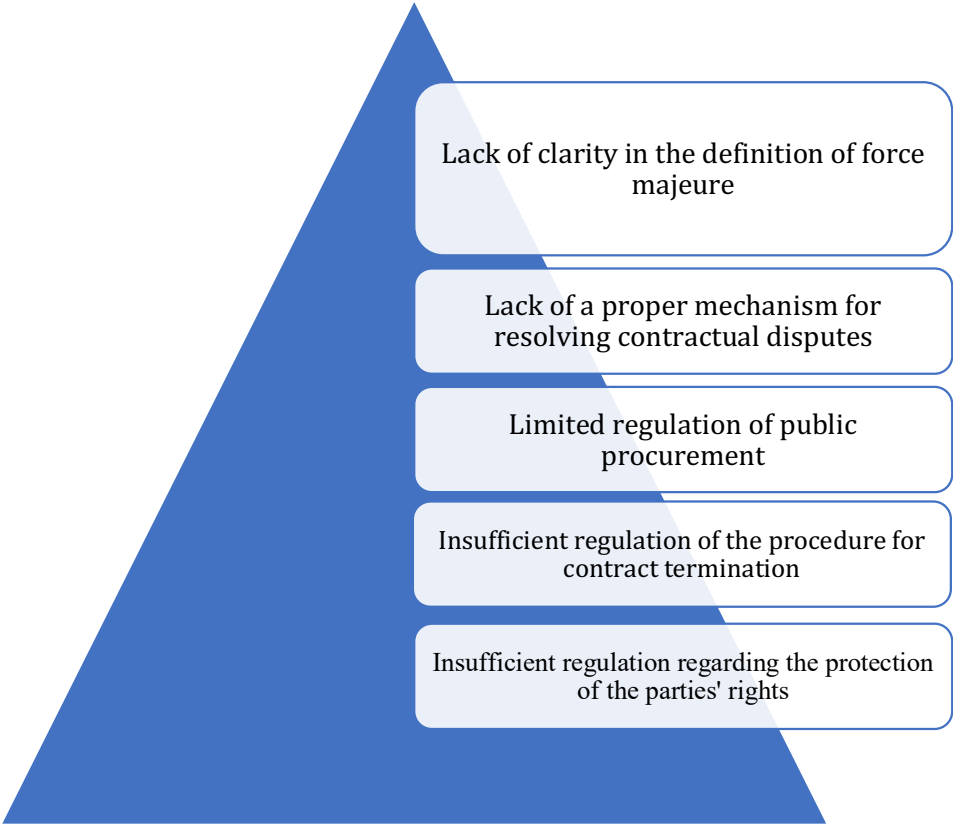 Lack of clarity in the definition of force
majeure
Lack of a proper mechanism for
resolving contractual disputes
Limited regulation of public
procurement
Insufficient regulation of the procedure for
contract termination
Insufficient regulation regarding the protection
of the parties' rights